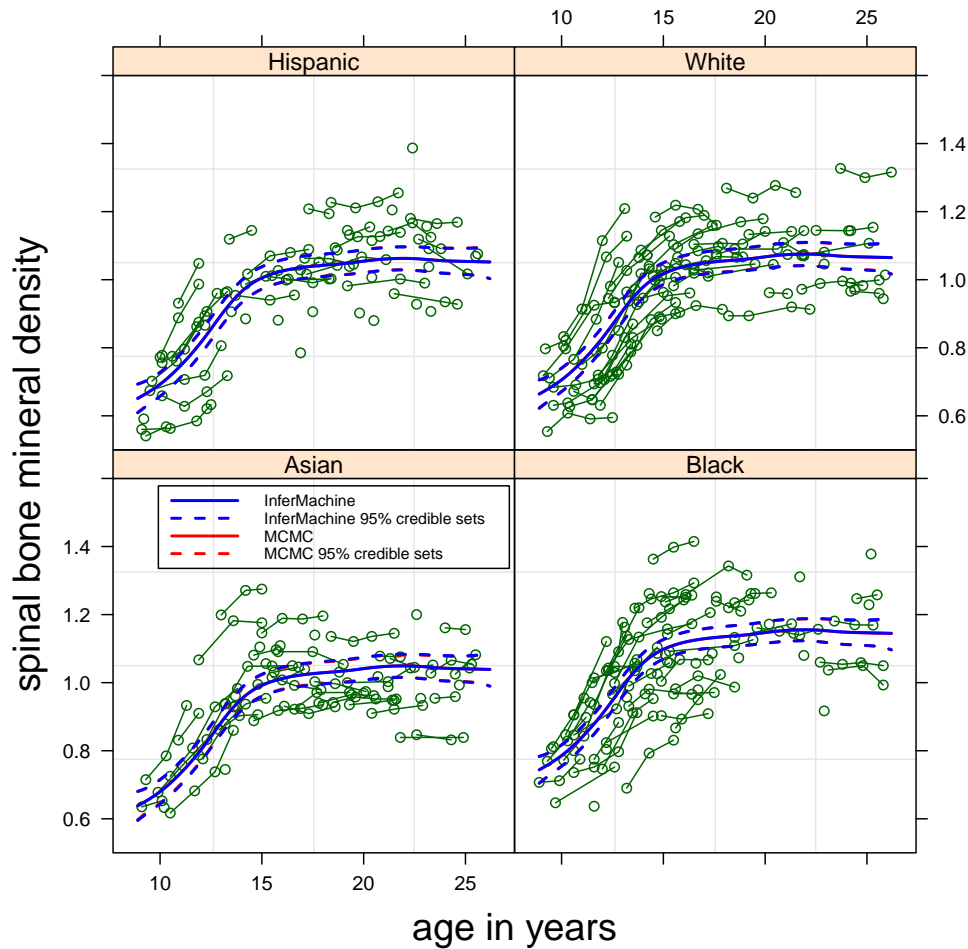 10 15 20 25
Hispanic White
1.4
1.2
1.0
0.8
0.6
Asian Black
InferMachine
InferMachine 95% credible sets
MCMC
MCMC 95% credible sets
1.4
1.2
1.0
0.8
0.6
10 15 20 25
age in years
spinal bone mineral density